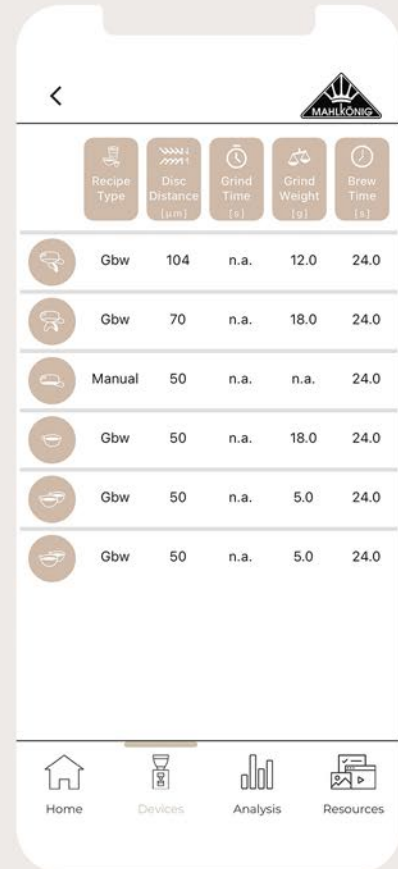 MAHLKÖNIG
Recipe Type
Disc Distance [µm]
Grind Time [s]
Grind Weight [g]
Brew Time [s]
Gbw 104 n.a. 12.0 24.0
Gbw 70 n.a. 18.0 24.0
Manual 50 n.a. n.a. 24.0
Gbw 50 n.a. 18.0 24.0
Gbw 50 n.a. 5.0 24.0
Gbw 50 n.a. 5.0 24.0
Home Devices Analysis Resources